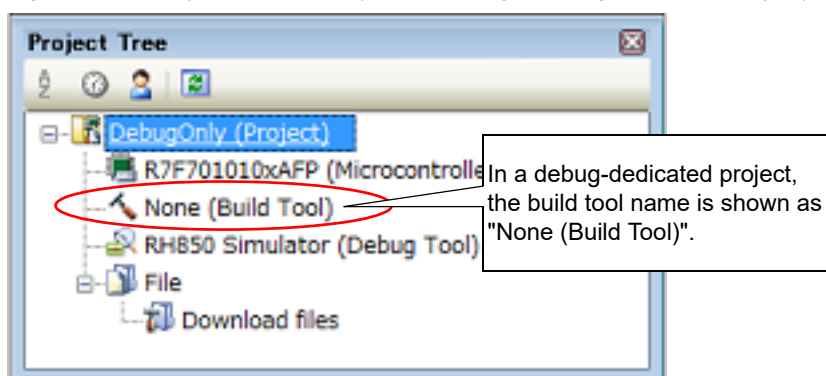 Project Tree
DebugOnly (Project)
R7F701010xAFP (Microcontrolle
In a debug-dedicated project,
the build tool name is shown as
"None (Build Tool)".
None (Build Tool)
RH850 Simulator (Debug Tool)
File
Download files